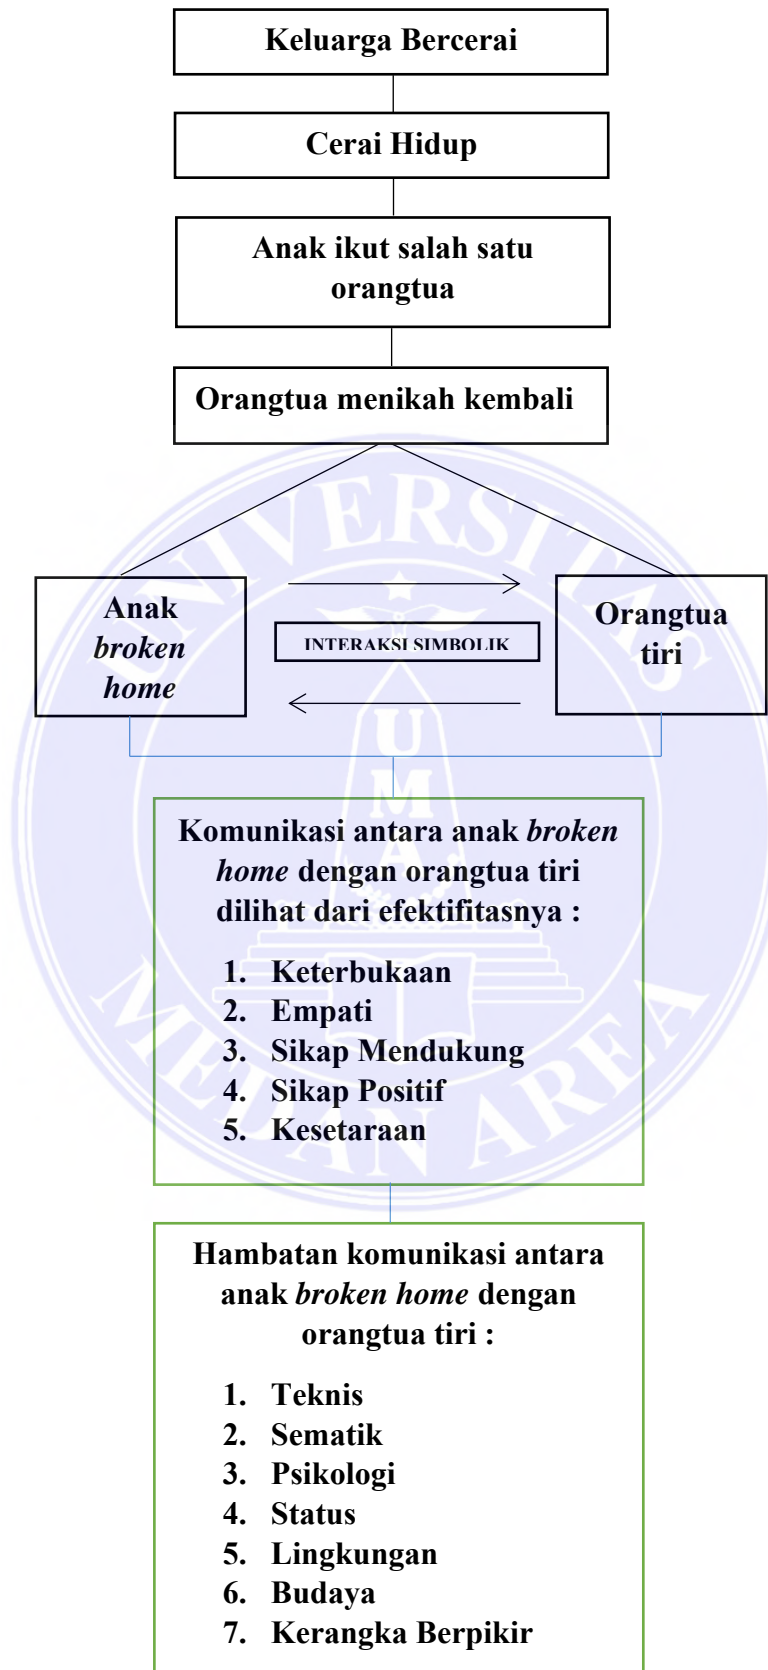 Keluarga Bercerai
Cerai Hidup
Anak ikut salah satu
orangtua
Orangtua menikah kembali
UNIVERSITAS
Anak
broken
home
INTERAKSI SIMBOLIK
Orangtua
tiri
U
M
A
Komunikasi antara anak broken
home dengan orangtua tiri
dilihat dari efektifitasnya :
1. Keterbukaan
2. Empati
3. Sikap Mendukung
4. Sikap Positif
5. Kesetaraan
MEDAN AREA
Hambatan komunikasi antara
anak broken home dengan
orangtua tiri :
1. Teknis
2. Sematik
3. Psikologi
4. Status
5. Lingkungan
6. Budaya
7. Kerangka Berpikir